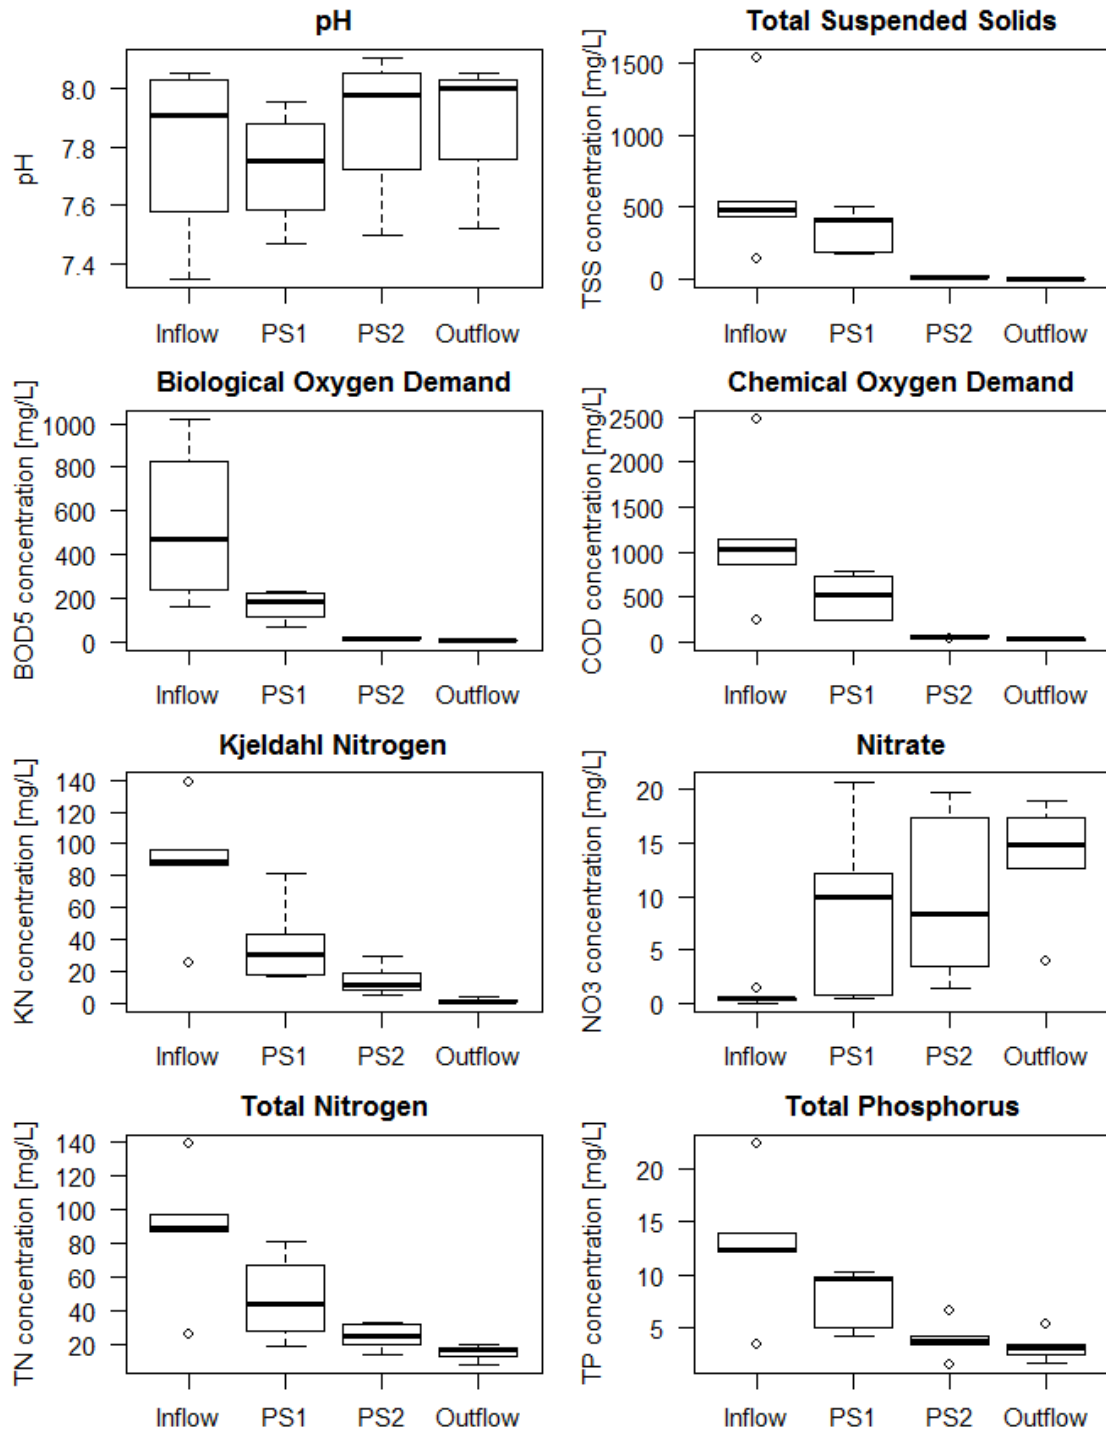 pH
pH
8.0
7.8
7.6
7.4
Inflow PS1 PS2 Outflow
Total Suspended Solids
TSS concentration [mg/L]
1500
1000
500
0
Inflow PS1 PS2 Outflow
Biological Oxygen Demand
BOD5 concentration [mg/L]
1000
800
600
400
200
0
Inflow PS1 PS2 Outflow
Chemical Oxygen Demand
COD concentration [mg/L]
2500
2000
1500
1000
500
0
Inflow PS1 PS2 Outflow
Kjeldahl Nitrogen
KN concentration [mg/L]
140
120
100
80
60
40
20
0
Inflow PS1 PS2 Outflow
Nitrate
NO3 concentration [mg/L]
20
15
10
5
0
Inflow PS1 PS2 Outflow
Total Nitrogen
TN concentration [mg/L]
140
120
100
80
60
40
20
Inflow PS1 PS2 Outflow
Total Phosphorus
TP concentration [mg/L]
20
15
10
5
Inflow PS1 PS2 Outflow